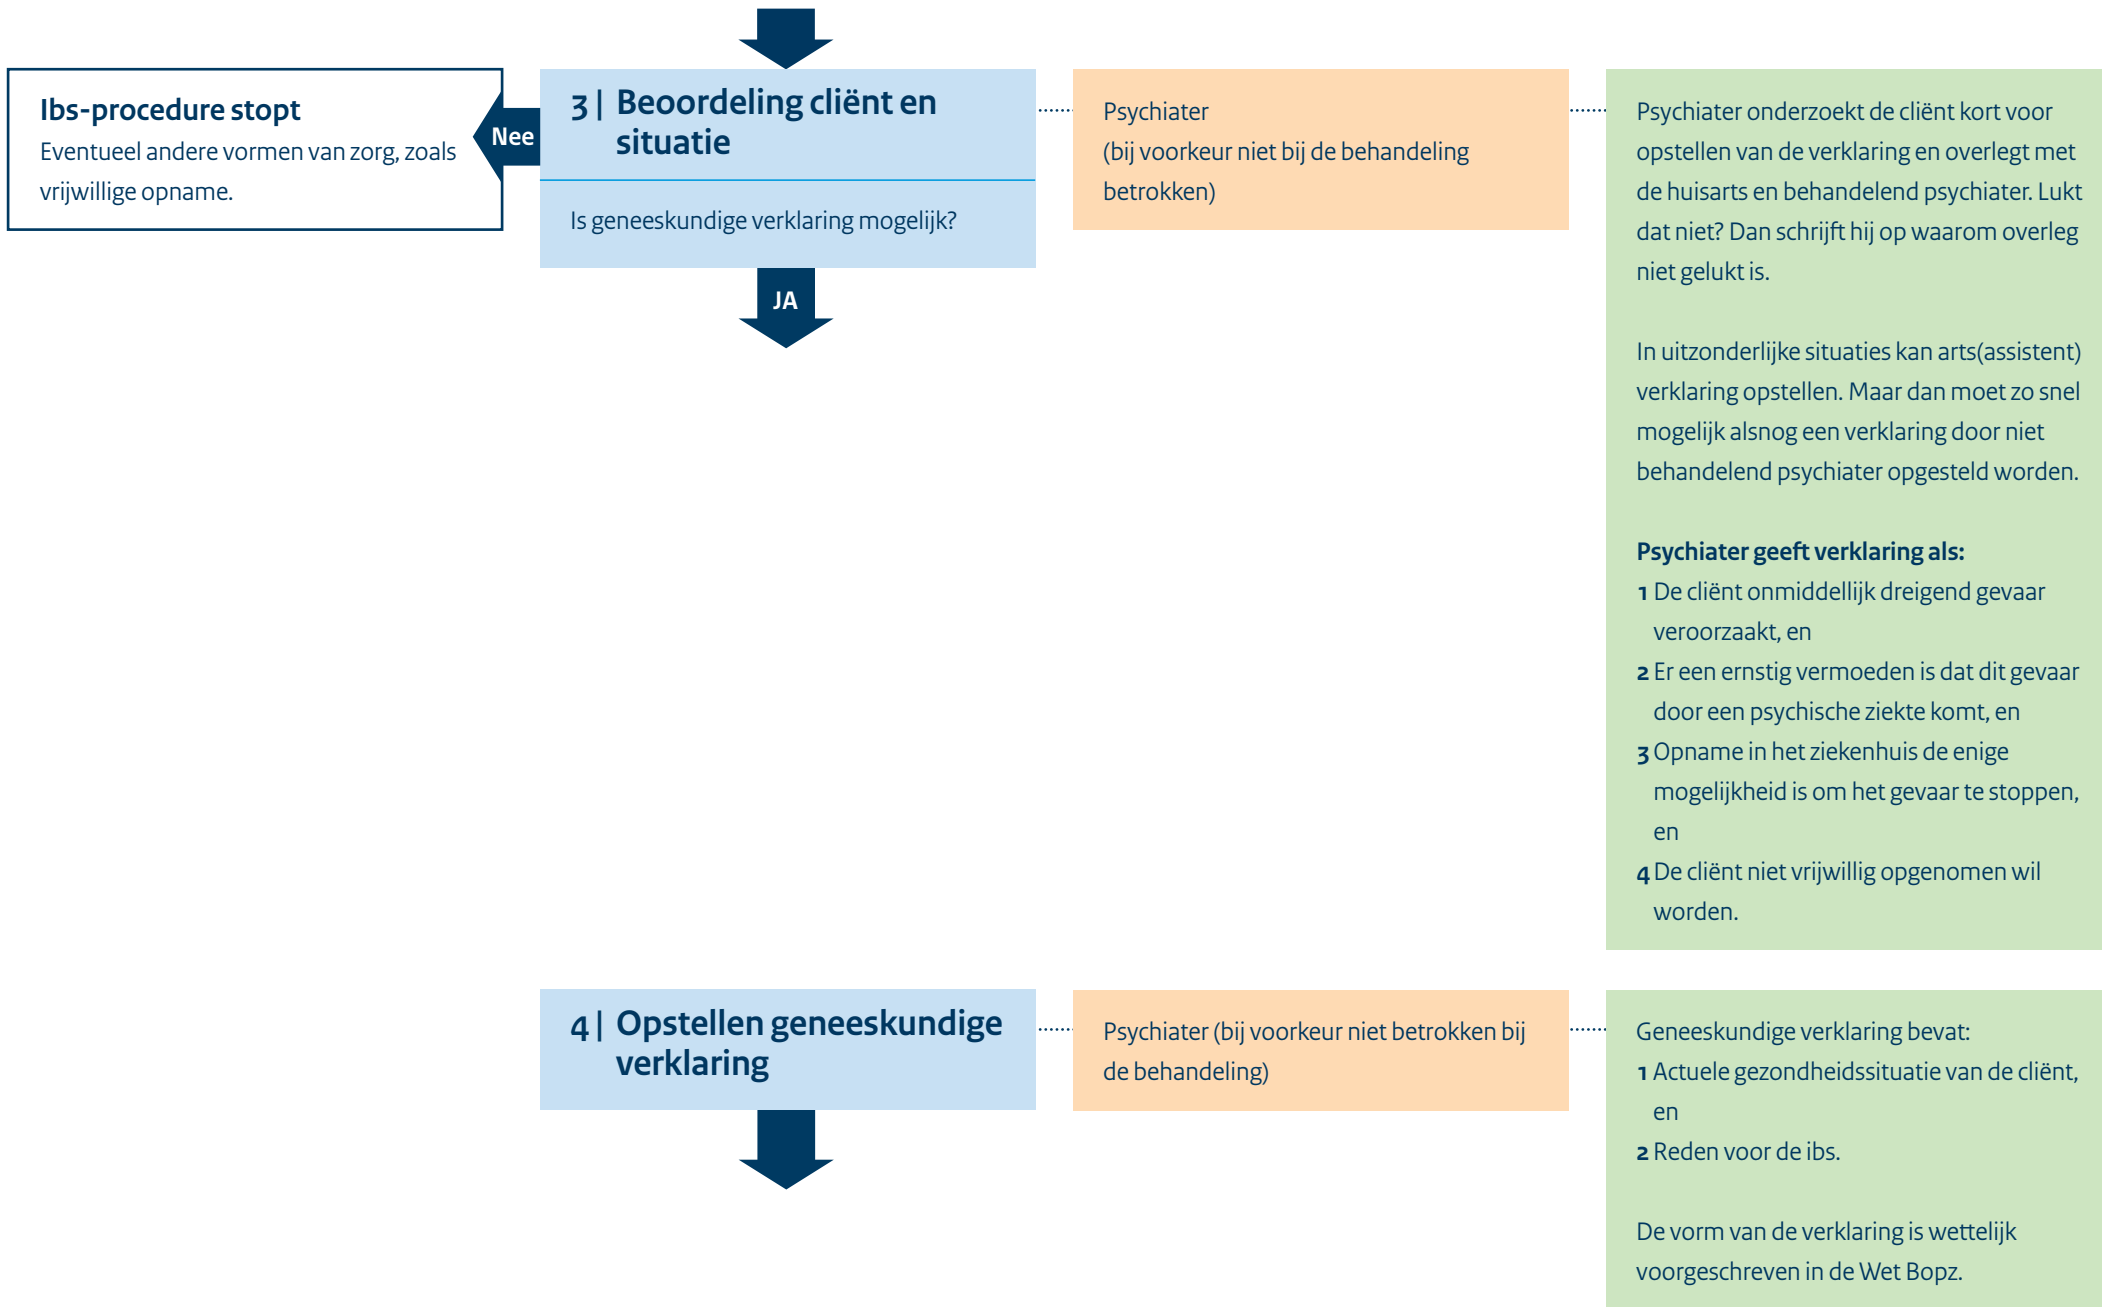 Ibs-procedure stopt
Eventueel andere vormen van zorg, zoals
vrijwillige opname.
Nee
3 | Beoordeling cliënt en
situatie
Is geneeskundige verklaring mogelijk?
JA
Psychiater
(bij voorkeur niet bij de behandeling
betrokken)
Psychiater onderzoekt de cliënt kort voor
opstellen van de verklaring en overlegt met
de huisarts en behandelend psychiater. Lukt
dat niet? Dan schrijft hij op waarom overleg
niet gelukt is.
In uitzonderlijke situaties kan arts(assistent)
verklaring opstellen. Maar dan moet zo snel
mogelijk alsnog een verklaring door niet
behandelend psychiater opgesteld worden.
Psychiater geeft verklaring als:
1 De cliënt onmiddellijk dreigend gevaar
veroorzaakt, en
2 Er een ernstig vermoeden is dat dit gevaar
door een psychische ziekte komt, en
3 Opname in het ziekenhuis de enige
mogelijkheid is om het gevaar te stoppen,
en
4 De cliënt niet vrijwillig opgenomen wil
worden.
4 | Opstellen geneeskundige
verklaring
Psychiater (bij voorkeur niet betrokken bij
de behandeling)
Geneeskundige verklaring bevat:
1 Actuele gezondheidssituatie van de cliënt,
en
2 Reden voor de ibs.
De vorm van de verklaring is wettelijk
voorgeschreven in de Wet Bopz.